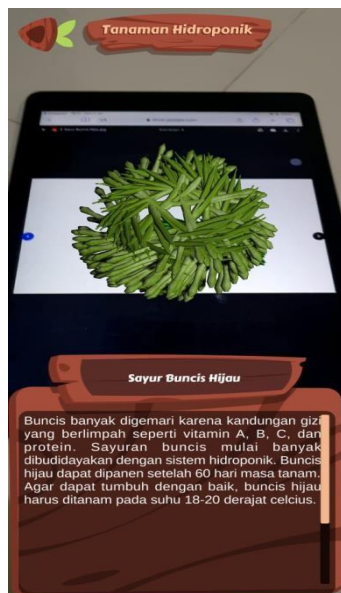 Tanaman Hidroponik
Sayur Buncis Hijau
Buncis banyak digemari karena kandungan gizi
yang berlimpah seperti vitamin A, B, C, dan
protein. Sayuran buncis mulai banyak
dibudidayakan dengan sistem hidroponik. Buncis
hijau dapat dipanen setelah 60 hari masa tanam.
Agar dapat tumbuh dengan baik, buncis hijau
harus ditanam pada suhu 18-20 derajat celcius.